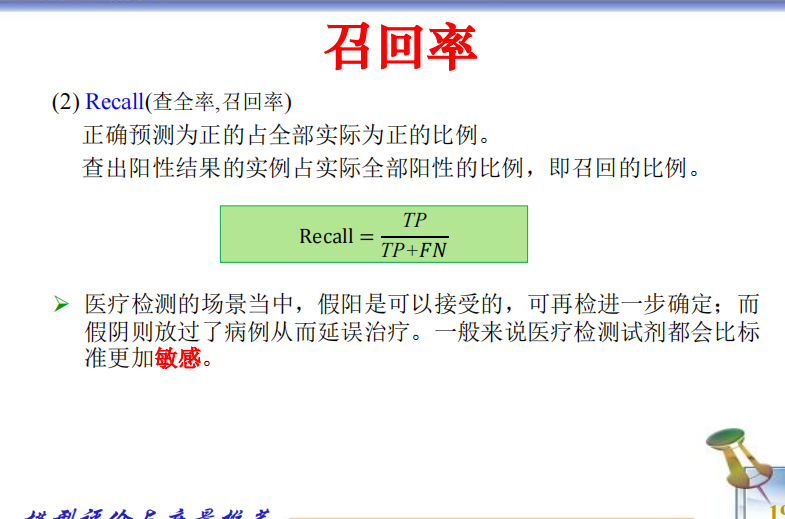 召回率
(2) Recall(查全率,召回率)
正确预测为正的占全部实际为正的比例。
查出阳性结果的实例占实际全部阳性的比例，即召回的比例。
Recall = TP / TP+FN
➢ 医疗检测的场景当中，假阳是可以接受的，可再检进一步确定；而
假阴则放过了病例从而延误治疗。一般来说医疗检测试剂都会比标
准更加敏感。